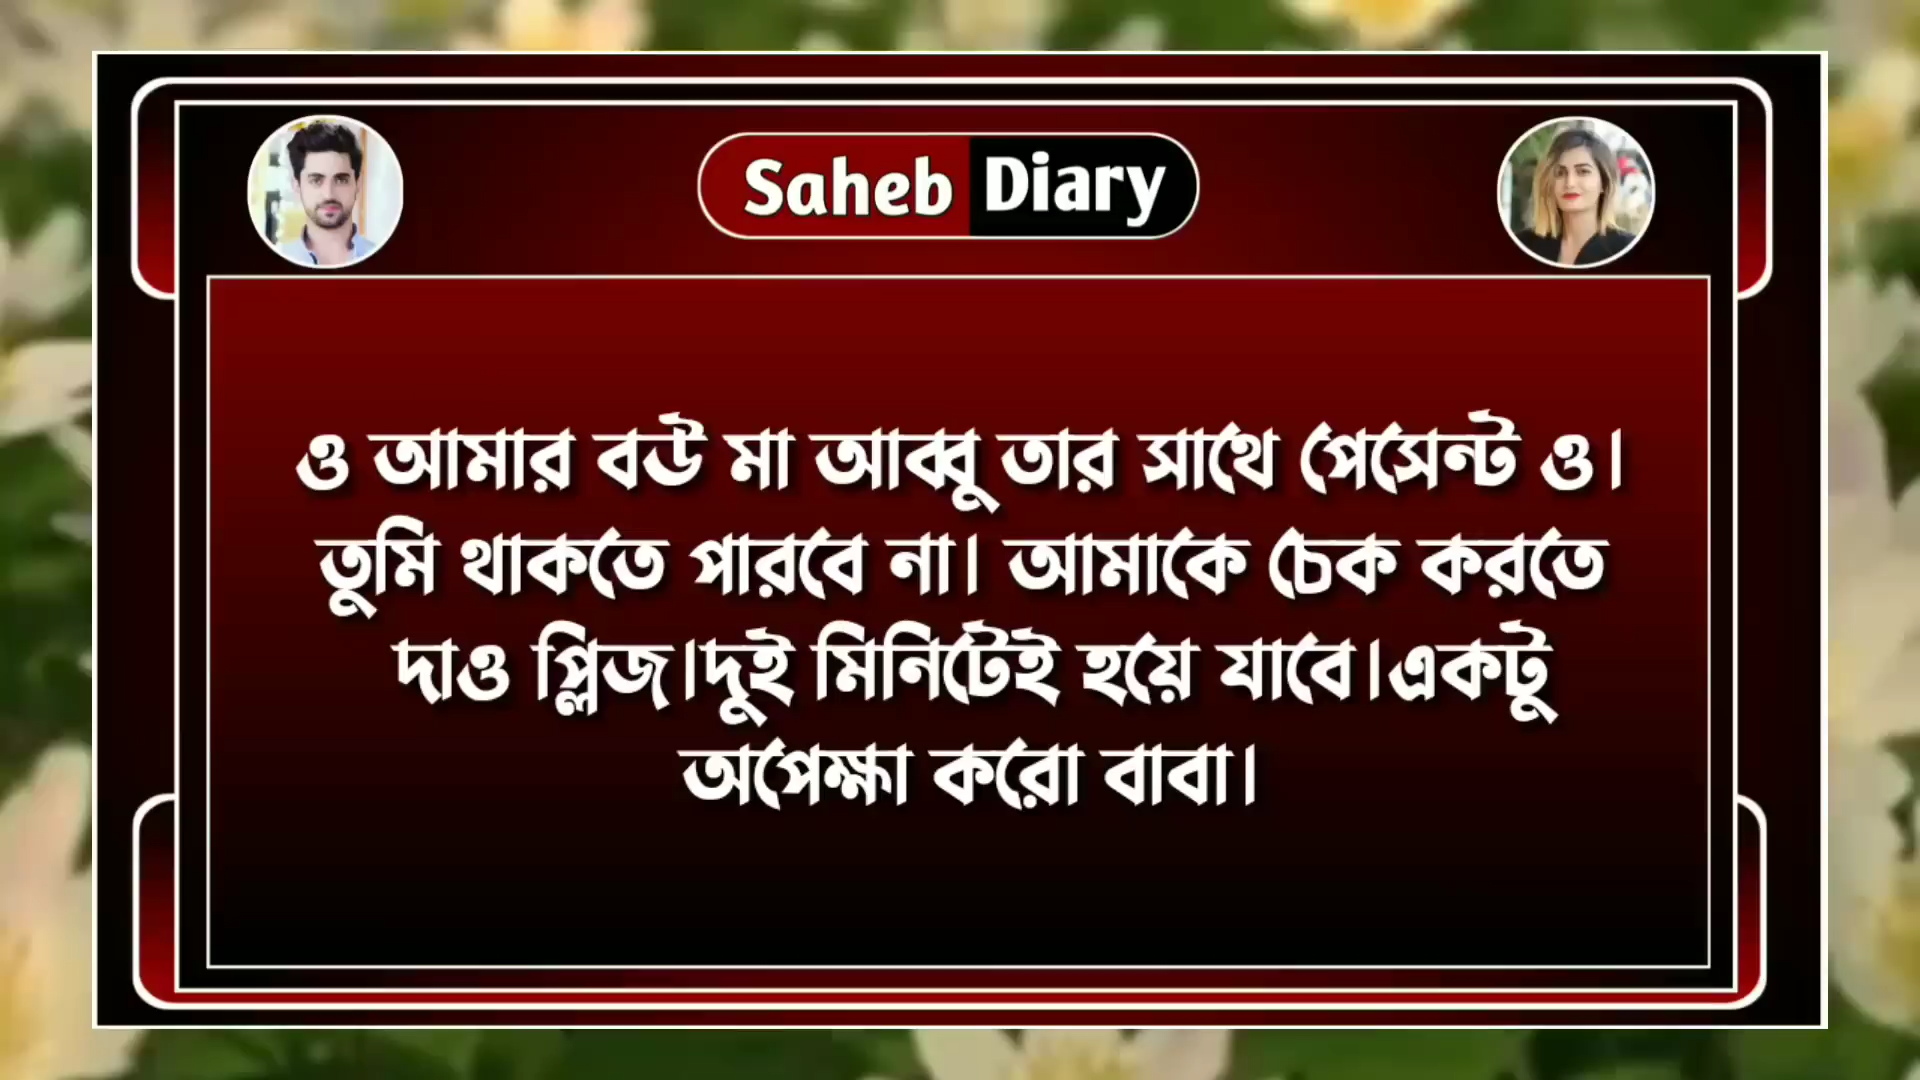 Saheb Diary
ও আমার বউ মা আব্বু তার সাথে পেসেন্ট ও।
তুমি থাকতে পারবে না। আমাকে চেক করতে
দাও প্লিজ।দুই মিনিটেই হয়ে যাবে।একটু
অপেক্ষা করো বাবা।